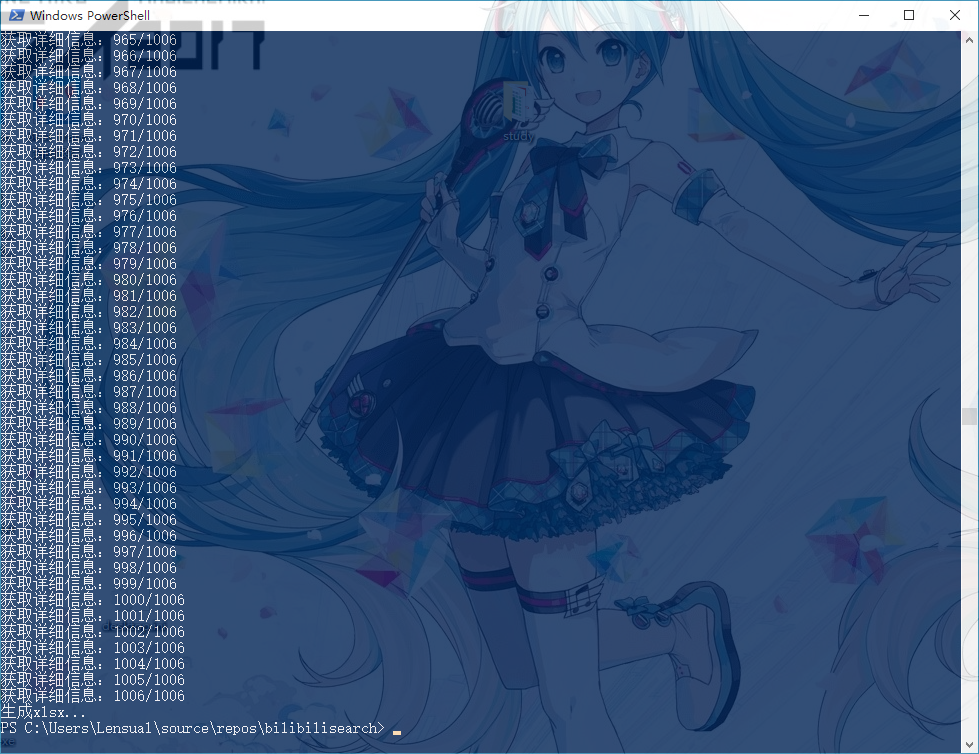 Windows PowerShell
获取详细信息: 965/1006
获取详细信息: 966/1006
获取详细信息: 967/1006
获取详细信息: 968/1006
获取详细信息: 969/1006
获取详细信息: 970/1006
获取详细信息: 971/1006
获取详细信息: 972/1006
获取详细信息: 973/1006
获取详细信息: 974/1006
获取详细信息: 975/1006
获取详细信息: 976/1006
获取详细信息: 977/1006
获取详细信息: 978/1006
获取详细信息: 979/1006
获取详细信息: 980/1006
获取详细信息: 981/1006
获取详细信息: 982/1006
获取详细信息: 983/1006
获取详细信息: 984/1006
获取详细信息: 985/1006
获取详细信息: 986/1006
获取详细信息: 987/1006
获取详细信息: 988/1006
获取详细信息: 989/1006
获取详细信息: 990/1006
获取详细信息: 991/1006
获取详细信息: 992/1006
获取详细信息: 993/1006
获取详细信息: 994/1006
获取详细信息: 995/1006
获取详细信息: 996/1006
获取详细信息: 997/1006
获取详细信息: 998/1006
获取详细信息: 999/1006
获取详细信息: 1000/1006
获取详细信息: 1001/1006
获取详细信息: 1002/1006
获取详细信息: 1003/1006
获取详细信息: 1004/1006
获取详细信息: 1005/1006
获取详细信息: 1006/1006
生成xlsx...
PS C:\Users\Lensual\source\repos\bilibilisearch>
study